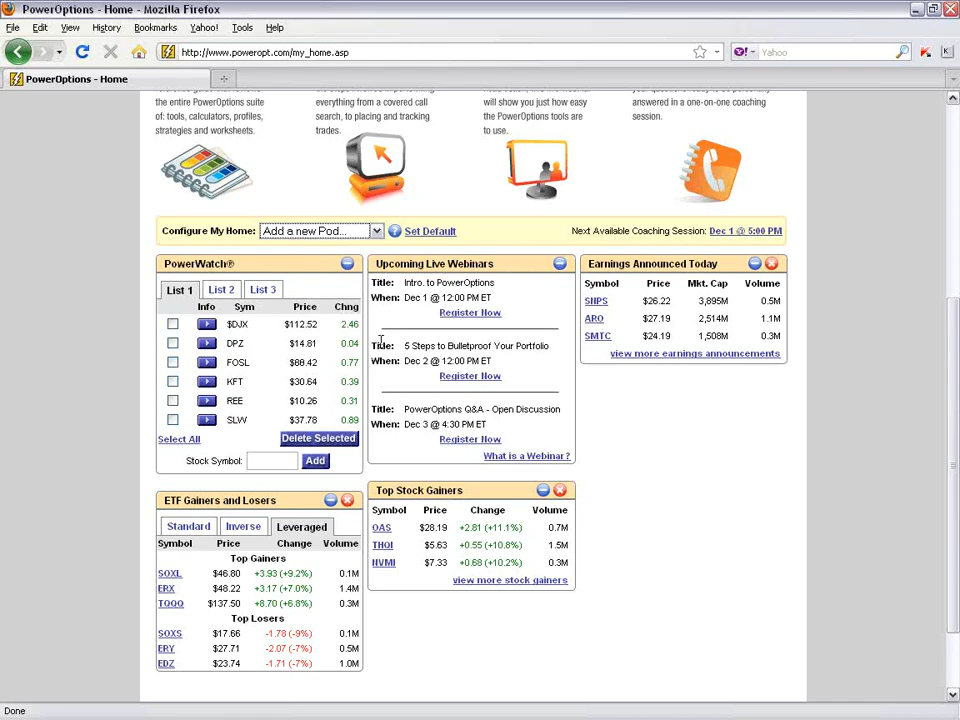 PowerOptions - Home - Mozilla Firefox
File Edit View History Bookmarks Yahoo! Tools Help
http://www.poweropt.com/my_home.asp
Yahoo
PowerOptions - Home
the entire PowerOptions suite
of: tools, calculators, profiles,
strategies and worksheets.
everything from a covered call
search, to placing and tracking
trades.
will show you just how easy
the PowerOptions tools are
to use.
answered in a one-on-one coaching
session.
Configure My Home: Add a new Pod... Set Default Next Available Coaching Session: Dec 1 @ 5:00 PM
PowerWatch®
List 1 List 2 List 3
Info Sym Price Chng
$DJX $112.52 2.46
DPZ $14.81 0.04
FOSL $68.42 0.77
KFT $30.64 0.39
REE $10.26 0.31
SLW $37.78 0.89
Select All Delete Selected
Stock Symbol: Add
Upcoming Live Webinars
Title: Intro. to PowerOptions
When: Dec 1 @ 12:00 PM ET
Register Now
Title: 5 Steps to Bulletproof Your Portfolio
When: Dec 2 @ 12:00 PM ET
Register Now
Title: PowerOptions Q&A - Open Discussion
When: Dec 3 @ 4:30 PM ET
Register Now
What is a Webinar?
Earnings Announced Today
Symbol Price Mkt. Cap Volume
SNPS $26.22 3,895M 0.5M
ARO $27.19 2,514M 1.1M
SMTC $24.19 1,508M 0.3M
view more earnings announcements
ETF Gainers and Losers
Standard Inverse Leveraged
Symbol Price Change Volume
Top Gainers
SOXL $46.80 +3.93 (+9.2%) 0.1M
ERX $48.22 +3.17 (+7.0%) 1.4M
TQQQ $137.50 +8.70 (+6.8%) 0.3M
Top Losers
SOXS $17.66 -1.78 (-9%) 0.1M
ERY $27.71 -2.07 (-7%) 0.5M
EDZ $23.74 -1.71 (-7%) 1.0M
Top Stock Gainers
Symbol Price Change Volume
OAS $28.19 +2.81 (+11.1%) 0.7M
THQI $5.63 +0.55 (+10.8%) 1.5M
NVMI $7.33 +0.68 (+10.2%) 0.3M
view more stock gainers
Done